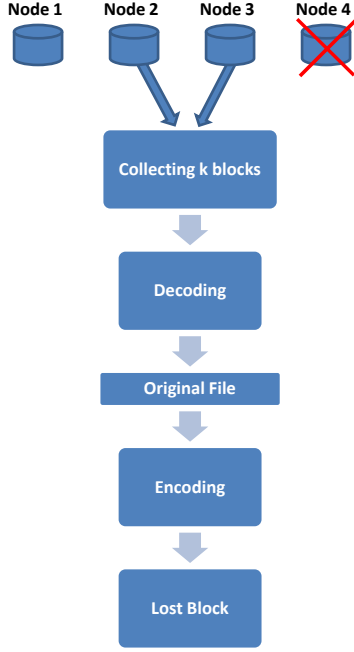 Node 1 Node 2 Node 3 Node 4
Collecting k blocks
Decoding
Original File
Encoding
Lost Block